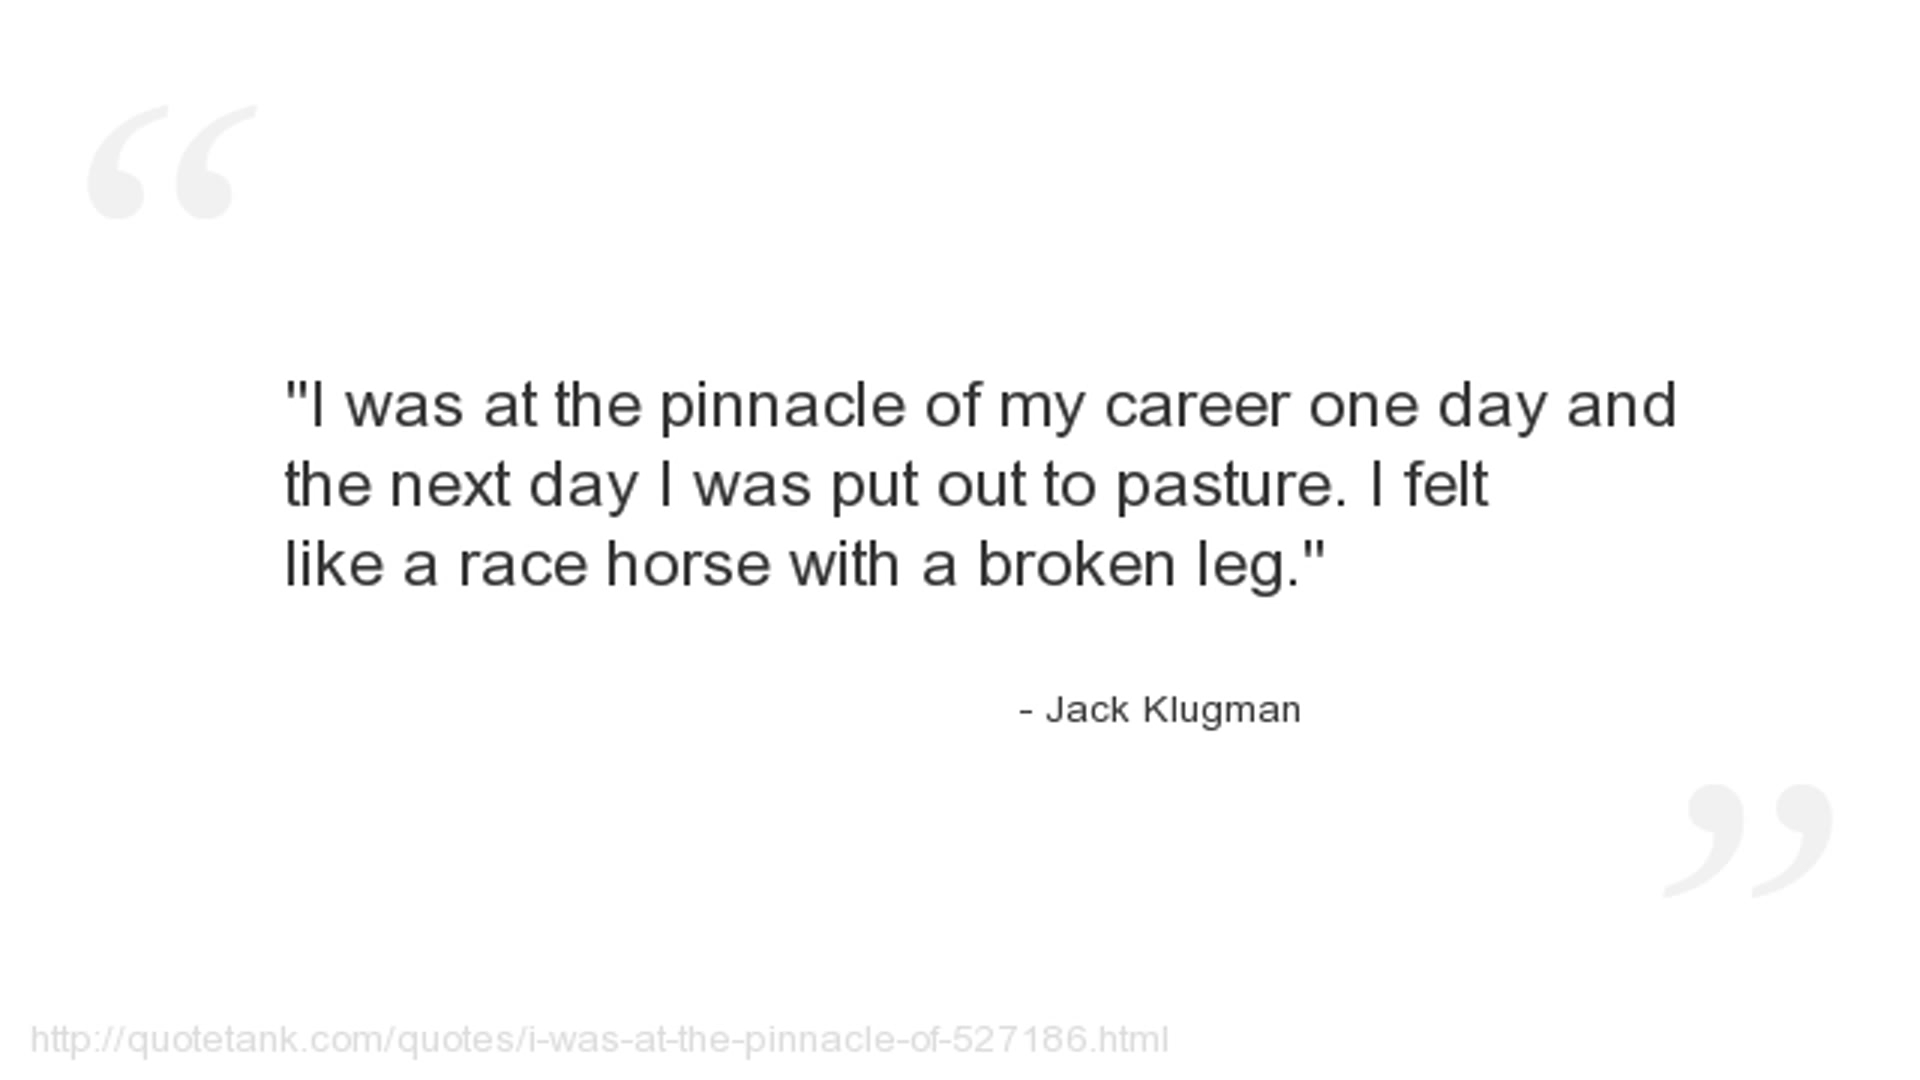 "I was at the pinnacle of my career one day and
the next day I was put out to pasture. I felt
like a race horse with a broken leg."
- Jack Klugman
http://quotetank.com/quotes/i-was-at-the-pinnacle-of-527186.html